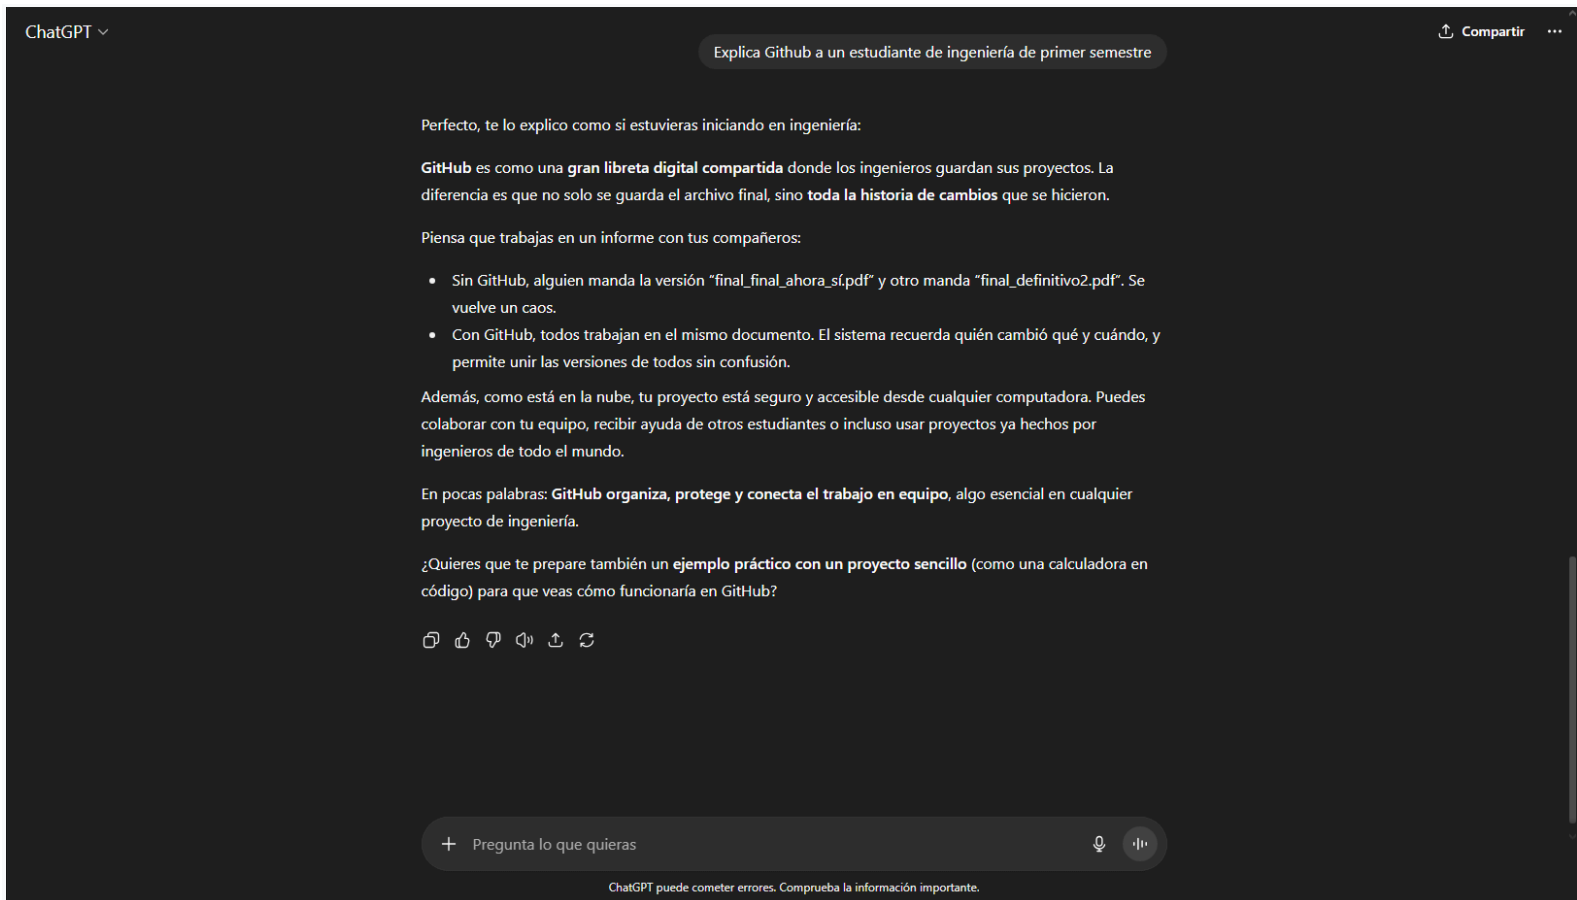 ChatGPT
Compartir
Explica Github a un estudiante de ingeniería de primer semestre
Perfecto, te lo explico como si estuvieras iniciando en ingeniería:
GitHub es como una gran libreta digital compartida donde los ingenieros guardan sus proyectos. La
diferencia es que no solo se guarda el archivo final, sino toda la historia de cambios que se hicieron.
Piensa que trabajas en un informe con tus compañeros:
• Sin GitHub, alguien manda la versión “final_final_ahora_sí.pdf” y otro manda “final_definitivo2.pdf”. Se
vuelve un caos.
• Con GitHub, todos trabajan en el mismo documento. El sistema recuerda quién cambió qué y cuándo, y
permite unir las versiones de todos sin confusión.
Además, como está en la nube, tu proyecto está seguro y accesible desde cualquier computadora. Puedes
colaborar con tu equipo, recibir ayuda de otros estudiantes o incluso usar proyectos ya hechos por
ingenieros de todo el mundo.
En pocas palabras: GitHub organiza, protege y conecta el trabajo en equipo, algo esencial en cualquier
proyecto de ingeniería.
¿Quieres que te prepare también un ejemplo práctico con un proyecto sencillo (como una calculadora en
código) para que veas cómo funcionaría en GitHub?
Pregunta lo que quieras
ChatGPT puede cometer errores. Comprueba la información importante.